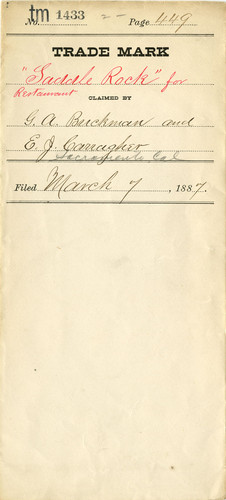 tm 1433 Page 449
No.
TRADE MARK
"Saddle Rock" for
Restaurant
CLAIMED BY
G. A. Buckman and
E. J. Carragher
Sacramento Cal
Filed March 7, 1887.